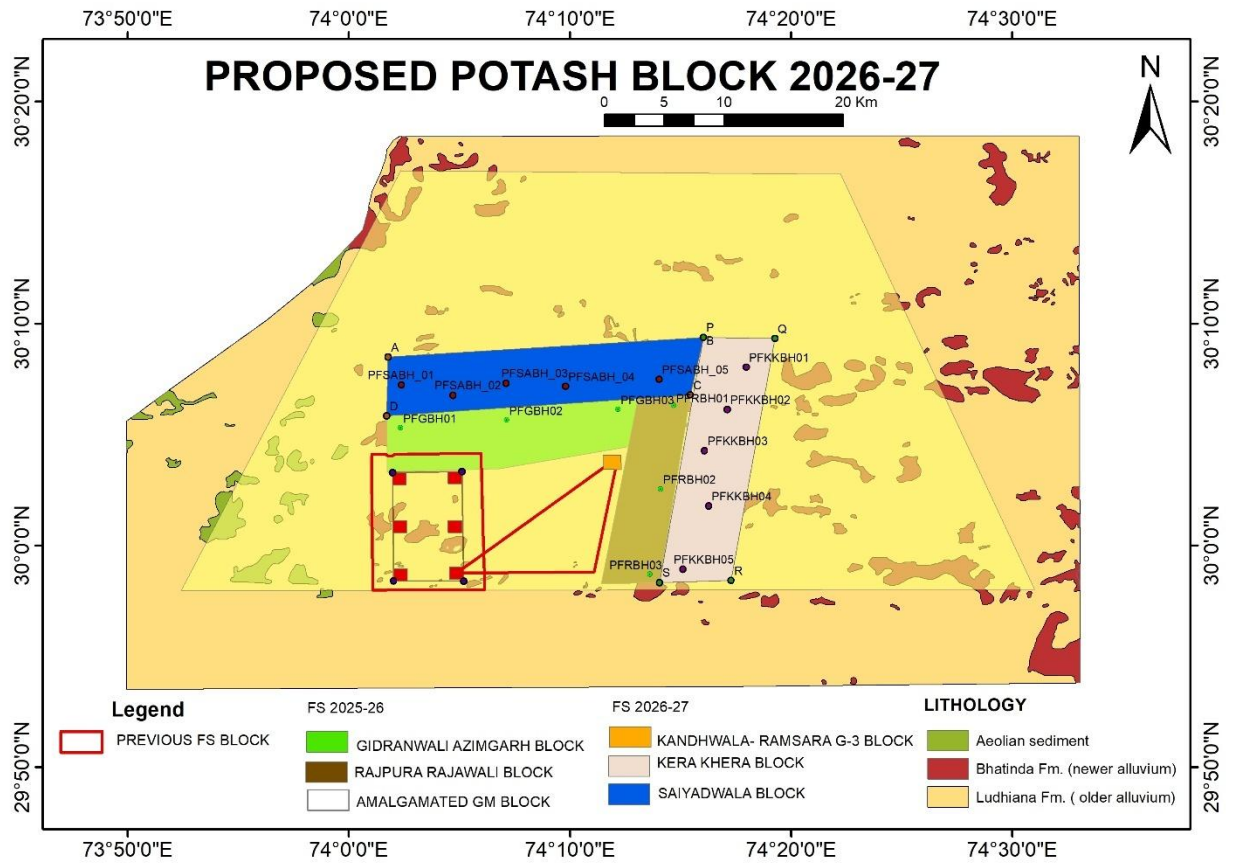 73°50'0"E 74°0'0"E 74°10'0"E 74°20'0"E 74°30'0"E
PROPOSED POTASH BLOCK 2026-27
N
0 5 10 20 Km
30°20'0"N 30°20'0"N
30°10'0"N 30°10'0"N
P
Q
B
A
PFKKBH01
PFSABH_01
PFSABH_02
PFSABH_03
PFSABH_04
PFSABH_05
C
D
PFGBH01
PFGBH02
PFGBH03
PFRBH01
PFKKBH02
PFKKBH03
PFRBH02
PFKKBH04
30°0'0"N 30°0'0"N
PFRBH03
PFKKBH05
S
R
Legend
PREVIOUS FS BLOCK
FS 2025-26
GIDRANWALI AZIMGARH BLOCK
RAJPURA RAJAWALI BLOCK
AMALGAMATED GM BLOCK
FS 2026-27
KANDHWALA- RAMSARA G-3 BLOCK
KERA KHERA BLOCK
SAIYADWALA BLOCK
LITHOLOGY
Aeolian sediment
Bhatinda Fm. (newer alluvium)
Ludhiana Fm. ( older alluvium)
29°50'0"N 29°50'0"N
73°50'0"E 74°0'0"E 74°10'0"E 74°20'0"E 74°30'0"E